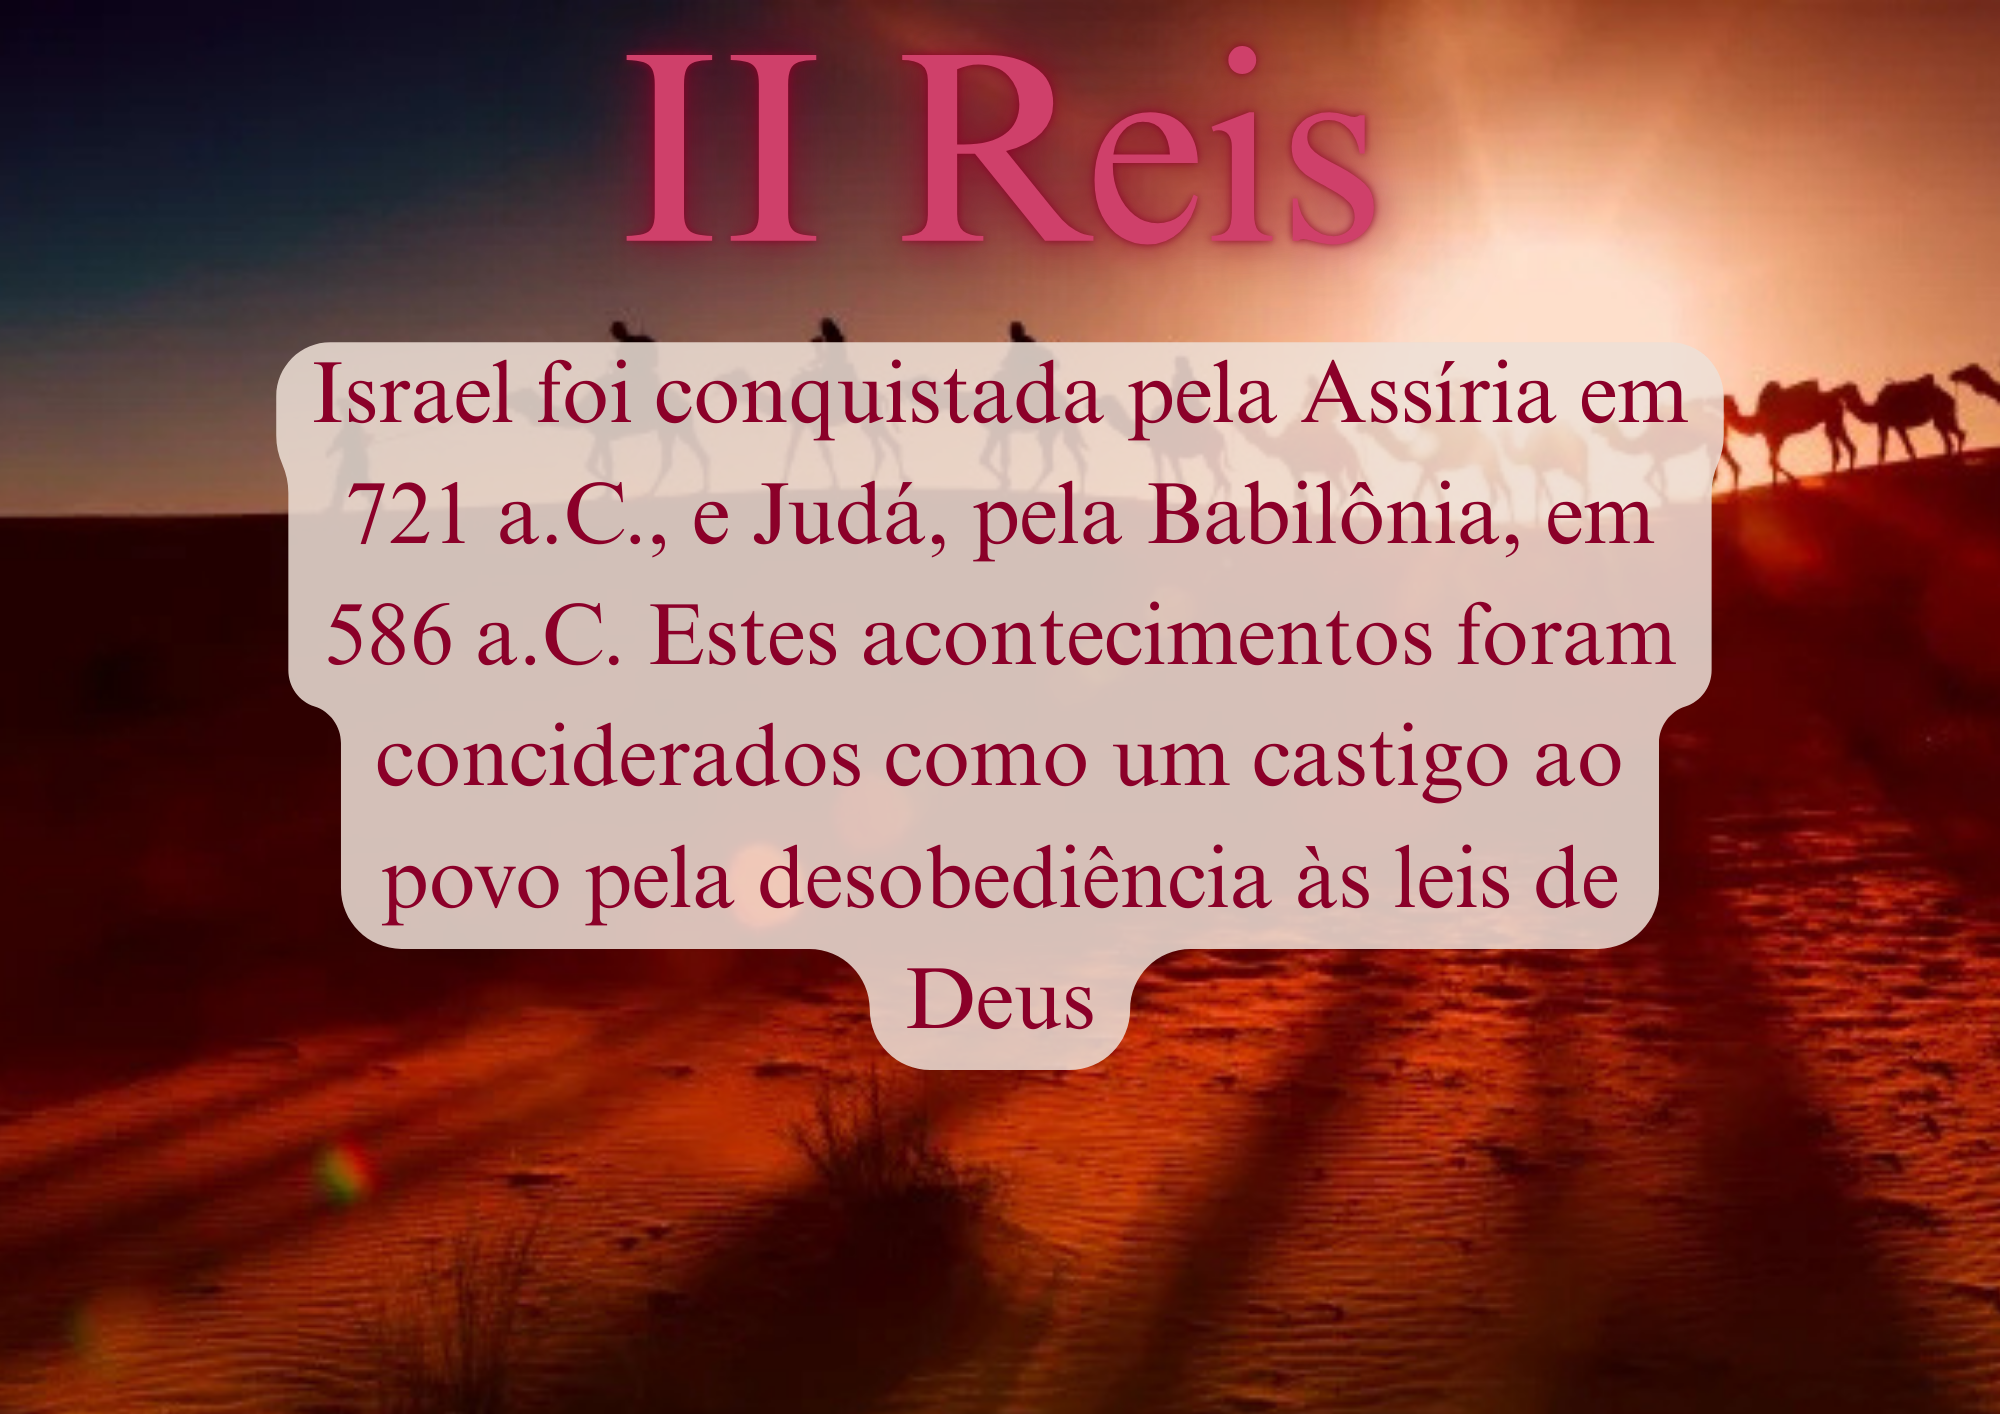 II Reis
Israel foi conquistada pela Assíria em
721 a.C., e Judá, pela Babilônia, em
586 a.C. Estes acontecimentos foram
conciderados como um castigo ao
povo pela desobediência às leis de
Deus